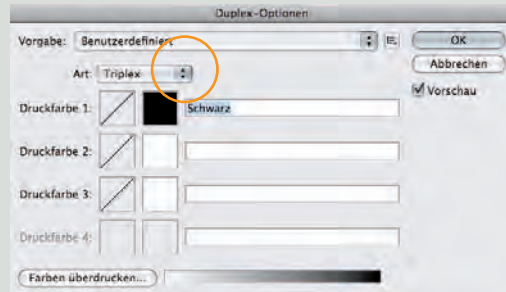 Duplex-Optionen
Vorgabe: Benutzerdefiniert OK
Art: Triplex Abbrechen
Vorschau
Druckfarbe 1: Schwarz
Druckfarbe 2:
Druckfarbe 3:
Druckfarbe 4:
Farben überdrucken...